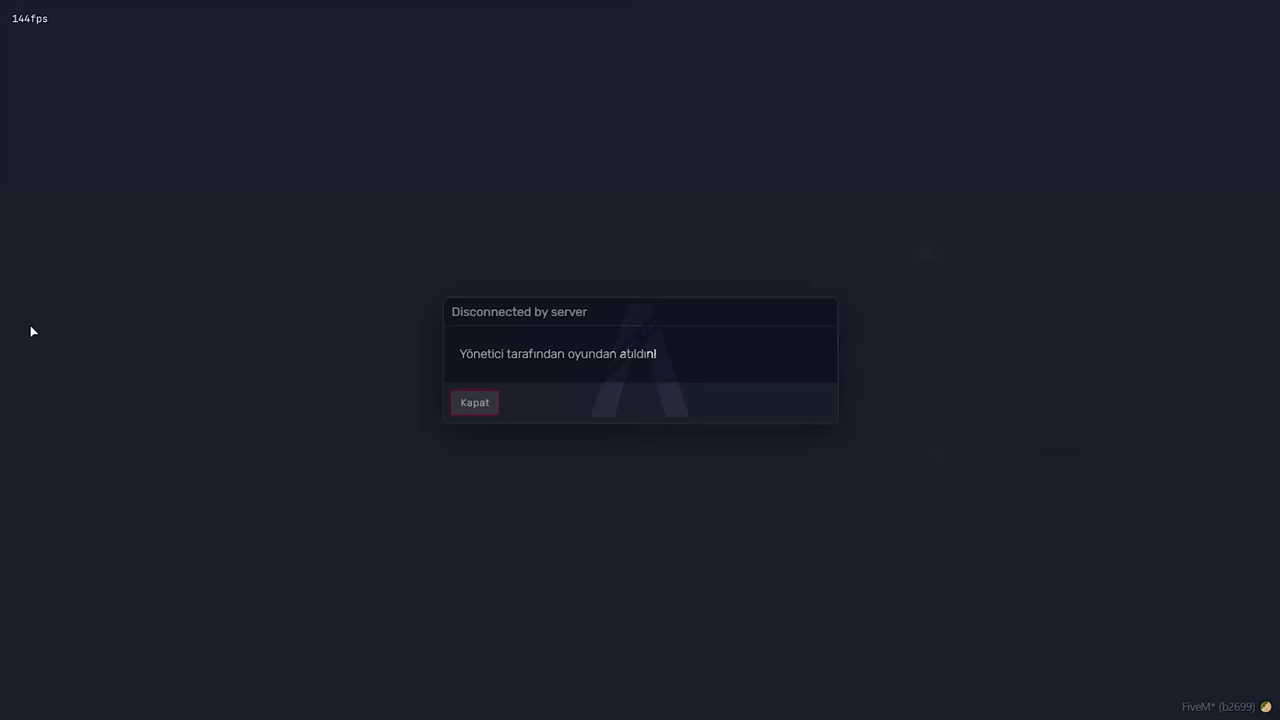 144fps
Disconnected by server
Yönetici tarafından oyundan atıldın!
Kapat
FiveM* (b2699)